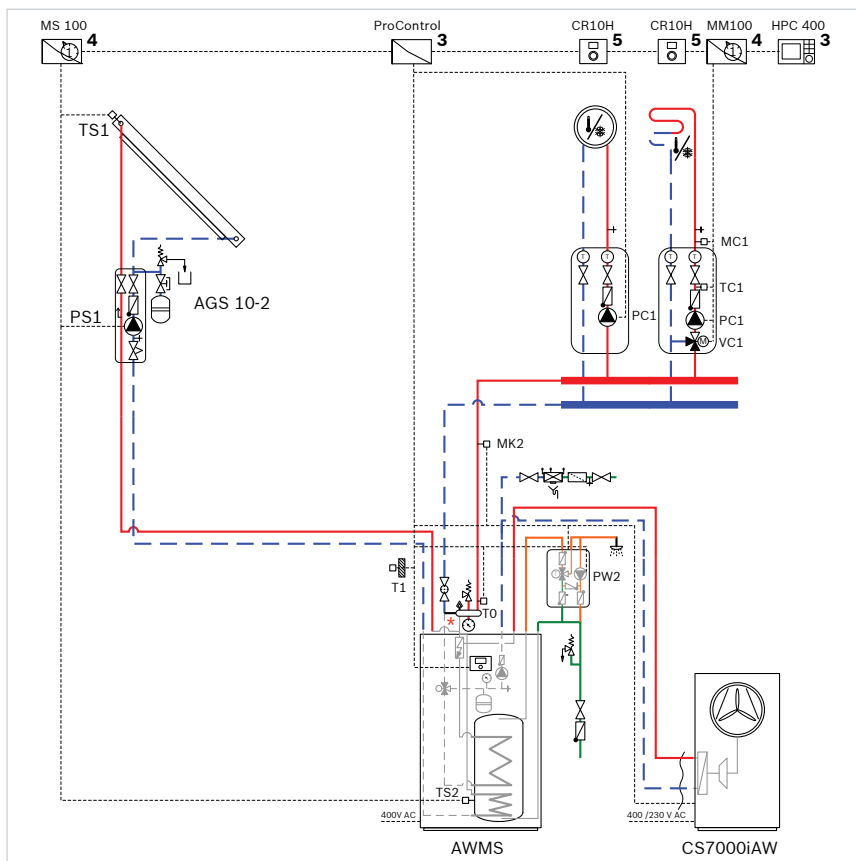 MS 100
4
ProControl
3
CR10H
5
CR10H
5
MM100
4
HPC 400
3
TS1
AGS 10-2
PS1
T
T
T
T
MC1
TC1
PC1
PC1
M
VC1
MK2
PW2
T1
T0
*
TS2
400V AC
400 /230 V AC
AWMS
CS7000iAW